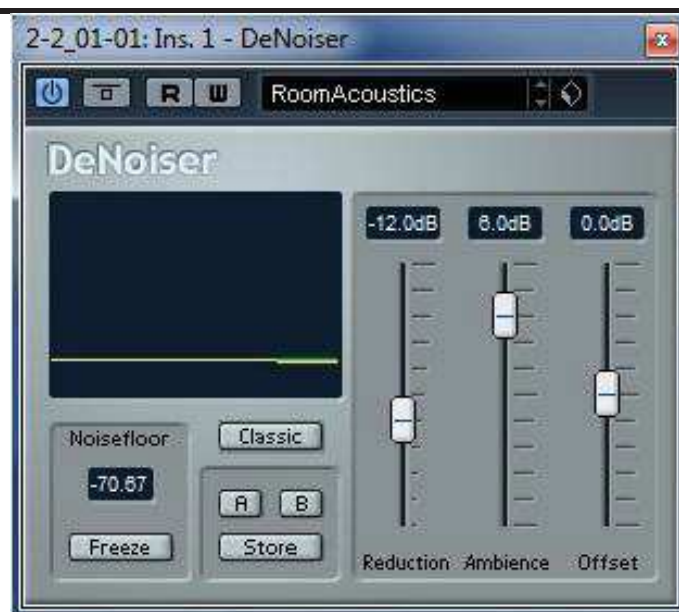 2-2_01-01: Ins. 1 - DeNoiser
R W RoomAcoustics
DeNoiser
-12.0dB 6.0dB 0.0dB
Noisefloor
-70.67
Freeze
Classic
A B
Store
Reduction Ambience Offset